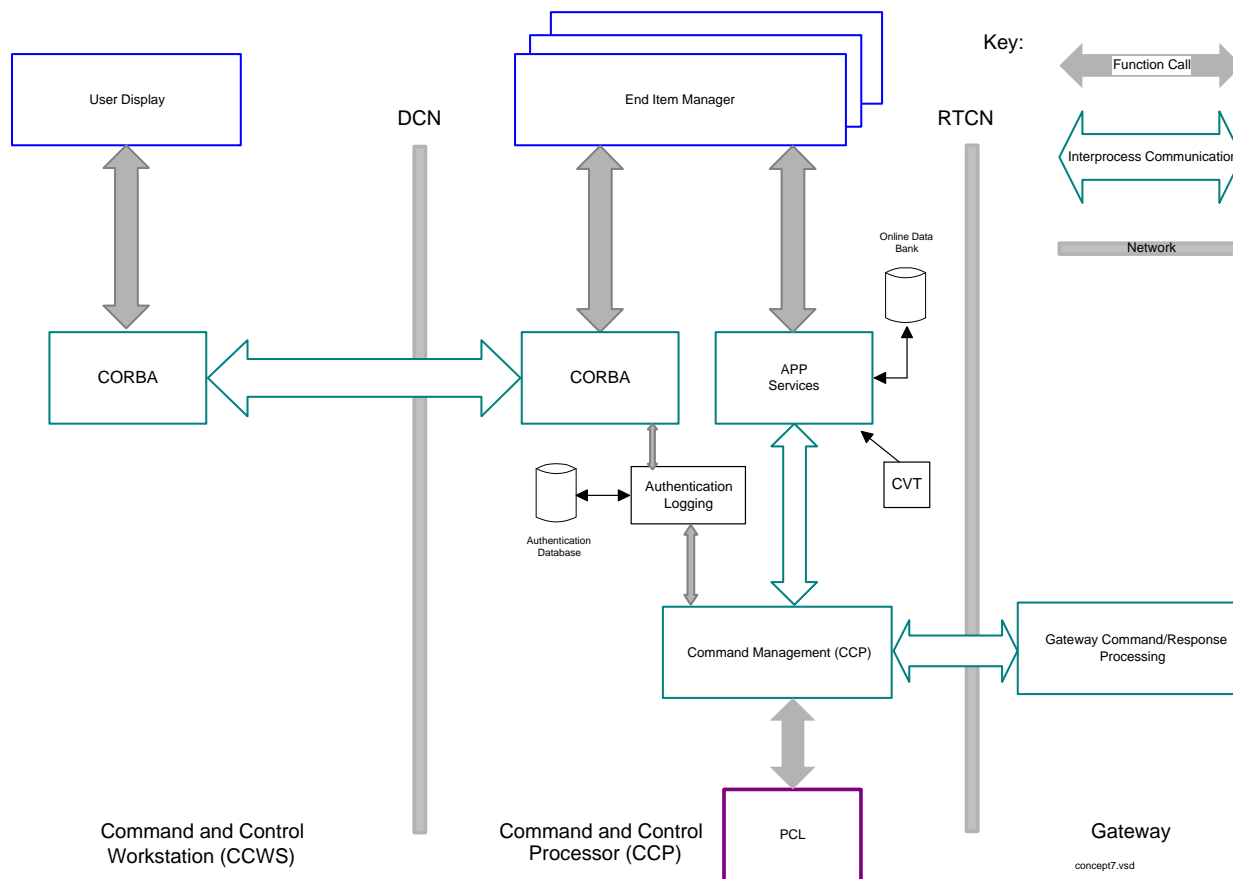 Key:
Function Call
User Display
End Item Manager
DCN
RTCN
Interprocess Communication
Online Data
Bank
Network
CORBA
CORBA
APP
Services
CVT
Authentication
Logging
Authentication
Database
Command Management (CCP)
Gateway Command/Response
Processing
Command and Control
Workstation (CCWS)
Command and Control
Processor (CCP)
PCL
Gateway
concept7.vsd